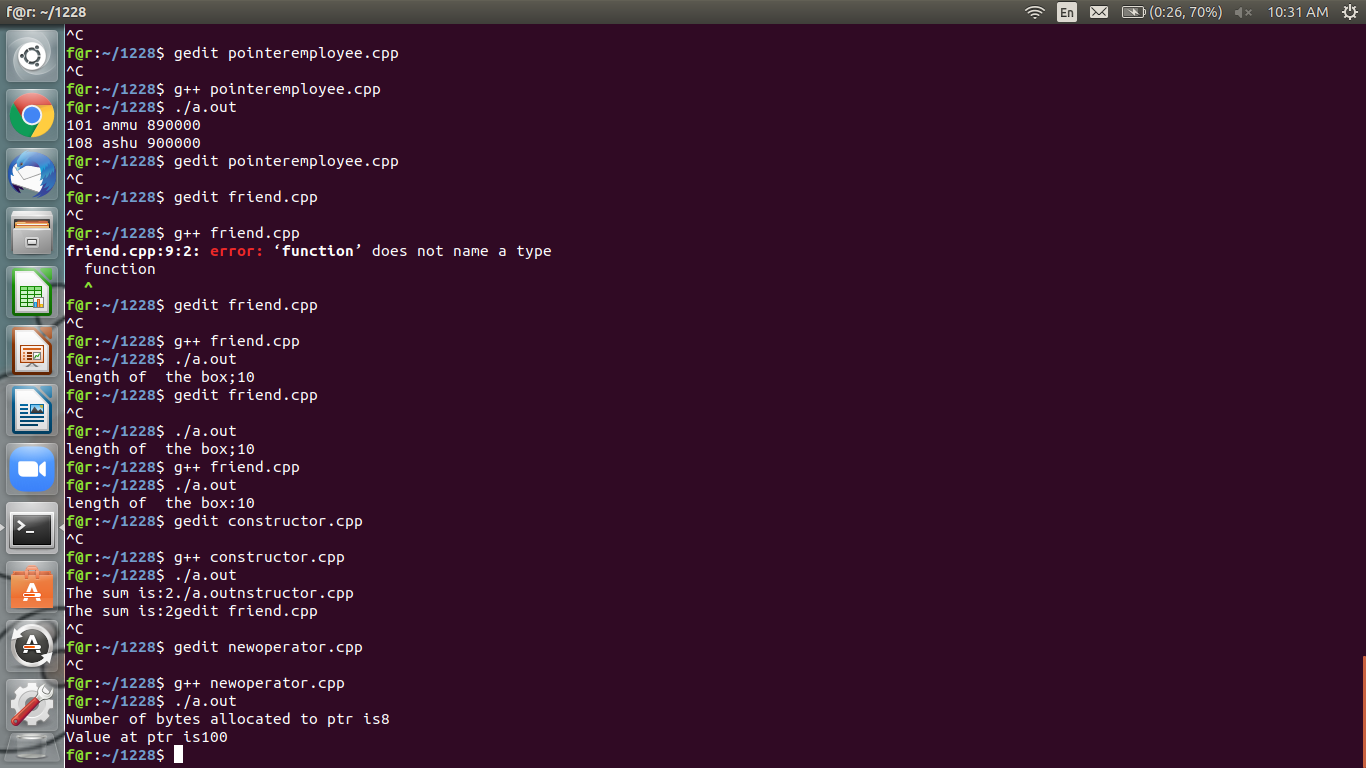 f@r: ~/1228
En
(0:26, 70%)
10:31 AM
^C
f@r:~/1228$ gedit pointeremployee.cpp
^C
f@r:~/1228$ g++ pointeremployee.cpp
f@r:~/1228$ ./a.out
101 ammu 890000
108 ashu 900000
f@r:~/1228$ gedit pointeremployee.cpp
^C
f@r:~/1228$ gedit friend.cpp
^C
f@r:~/1228$ g++ friend.cpp
friend.cpp:9:2: error: ‘function’ does not name a type
  function
  ^
f@r:~/1228$ gedit friend.cpp
^C
f@r:~/1228$ g++ friend.cpp
f@r:~/1228$ ./a.out
length of  the box;10
f@r:~/1228$ gedit friend.cpp
^C
f@r:~/1228$ ./a.out
length of  the box;10
f@r:~/1228$ g++ friend.cpp
f@r:~/1228$ ./a.out
length of  the box:10
f@r:~/1228$ gedit constructor.cpp
^C
f@r:~/1228$ g++ constructor.cpp
f@r:~/1228$ ./a.out
The sum is:2./a.outnstructor.cpp
The sum is:2gedit friend.cpp
^C
f@r:~/1228$ gedit newoperator.cpp
^C
f@r:~/1228$ g++ newoperator.cpp
f@r:~/1228$ ./a.out
Number of bytes allocated to ptr is8
Value at ptr is100
f@r:~/1228$